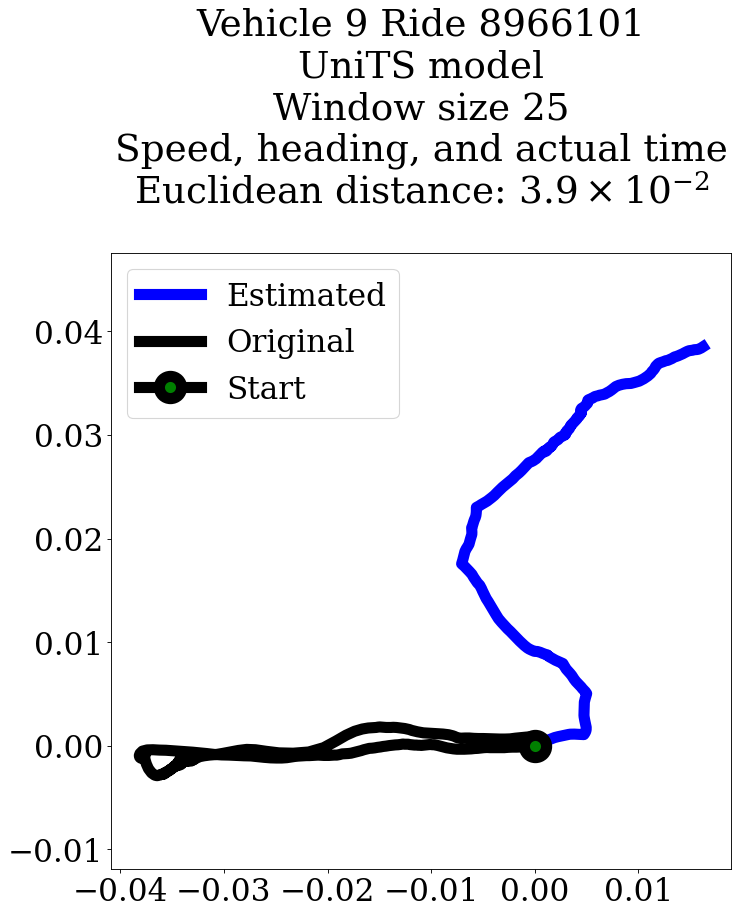 Vehicle 9 Ride 8966101
UniTS model
Window size 25
Speed, heading, and actual time
Euclidean distance: 3.9 × 10⁻²
Estimated
Original
Start
0.04
0.03
0.02
0.01
0.00
−0.01
−0.04 −0.03 −0.02 −0.01 0.00 0.01